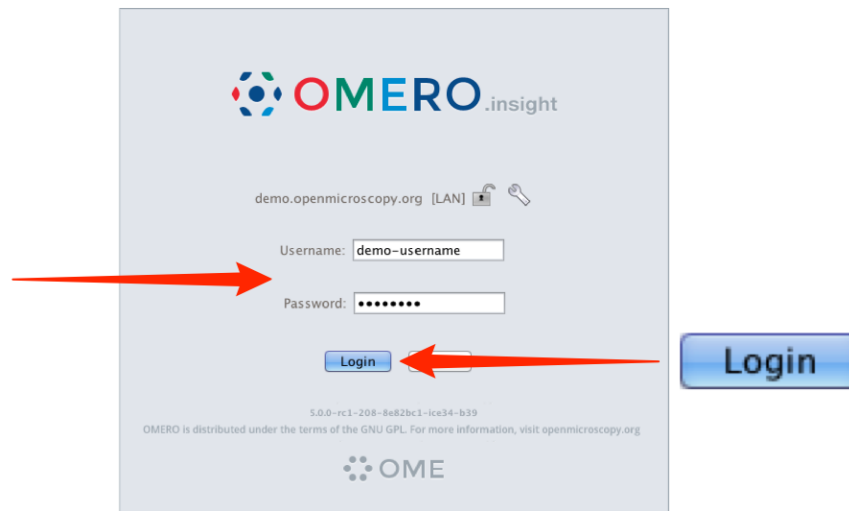 OMERO.insight
demo.openmicroscopy.org [LAN]
Username: demo-username
Password: ••••••••
Login
Login
5.0.0-rc1-208-8e82bc1-ice34-b39
OMERO is distributed under the terms of the GNU GPL. For more information, visit openmicroscopy.org
OME